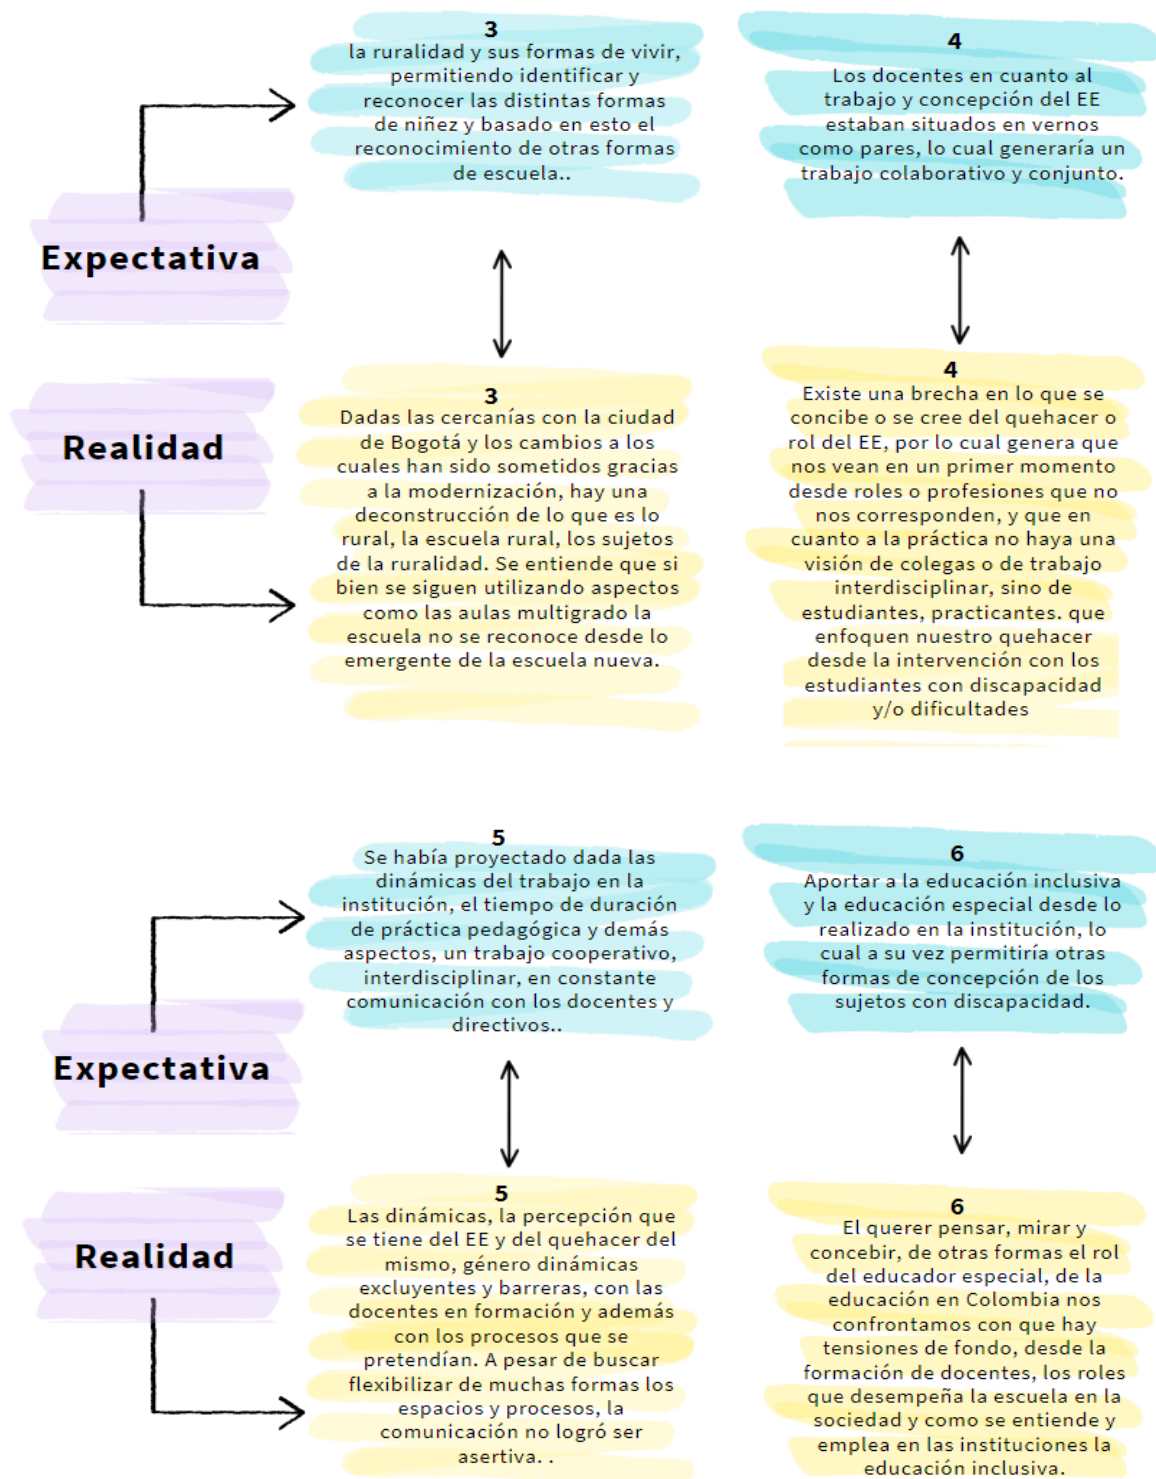 3
la ruralidad y sus formas de vivir,
permitiendo identificar y
reconocer las distintas formas
de niñez y basado en esto el
reconocimiento de otras formas
de escuela..
4
Los docentes en cuanto al
trabajo y concepción del EE
estaban situados en vernos
como pares, lo cual generaría un
trabajo colaborativo y conjunto.
Expectativa
Realidad
3
Dadas las cercanías con la ciudad
de Bogotá y los cambios a los
cuales han sido sometidos gracias
a la modernización, hay una
deconstrucción de lo que es lo
rural, la escuela rural, los sujetos
de la ruralidad. Se entiende que si
bien se siguen utilizando aspectos
como las aulas multigrado la
escuela no se reconoce desde lo
emergente de la escuela nueva.
4
Existe una brecha en lo que se
concibe o se cree del quehacer o
rol del EE, por lo cual genera que
nos vean en un primer momento
desde roles o profesiones que no
nos corresponden, y que en
cuanto a la práctica no haya una
visión de colegas o de trabajo
interdisciplinar, sino de
estudiantes, practicantes. que
enfoquen nuestro quehacer
desde la intervención con los
estudiantes con discapacidad
y/o dificultades
5
Se había proyectado dada las
dinámicas del trabajo en la
institución, el tiempo de duración
de práctica pedagógica y demás
aspectos, un trabajo cooperativo,
interdisciplinar, en constante
comunicación con los docentes y
directivos..
6
Aportar a la educación inclusiva
y la educación especial desde lo
realizado en la institución, lo
cual a su vez permitiría otras
formas de concepción de los
sujetos con discapacidad.
Expectativa
Realidad
5
Las dinámicas, la percepción que
se tiene del EE y del quehacer del
mismo, género dinámicas
excluyentes y barreras, con las
docentes en formación y además
con los procesos que se
pretendían. A pesar de buscar
flexibilizar de muchas formas los
espacios y procesos, la
comunicación no logró ser
asertiva. .
6
El querer pensar, mirar y
concebir, de otras formas el rol
del educador especial, de la
educación en Colombia nos
confrontamos con que hay
tensiones de fondo, desde la
formación de docentes, los roles
que desempeña la escuela en la
sociedad y como se entiende y
emplea en las instituciones la
educación inclusiva.